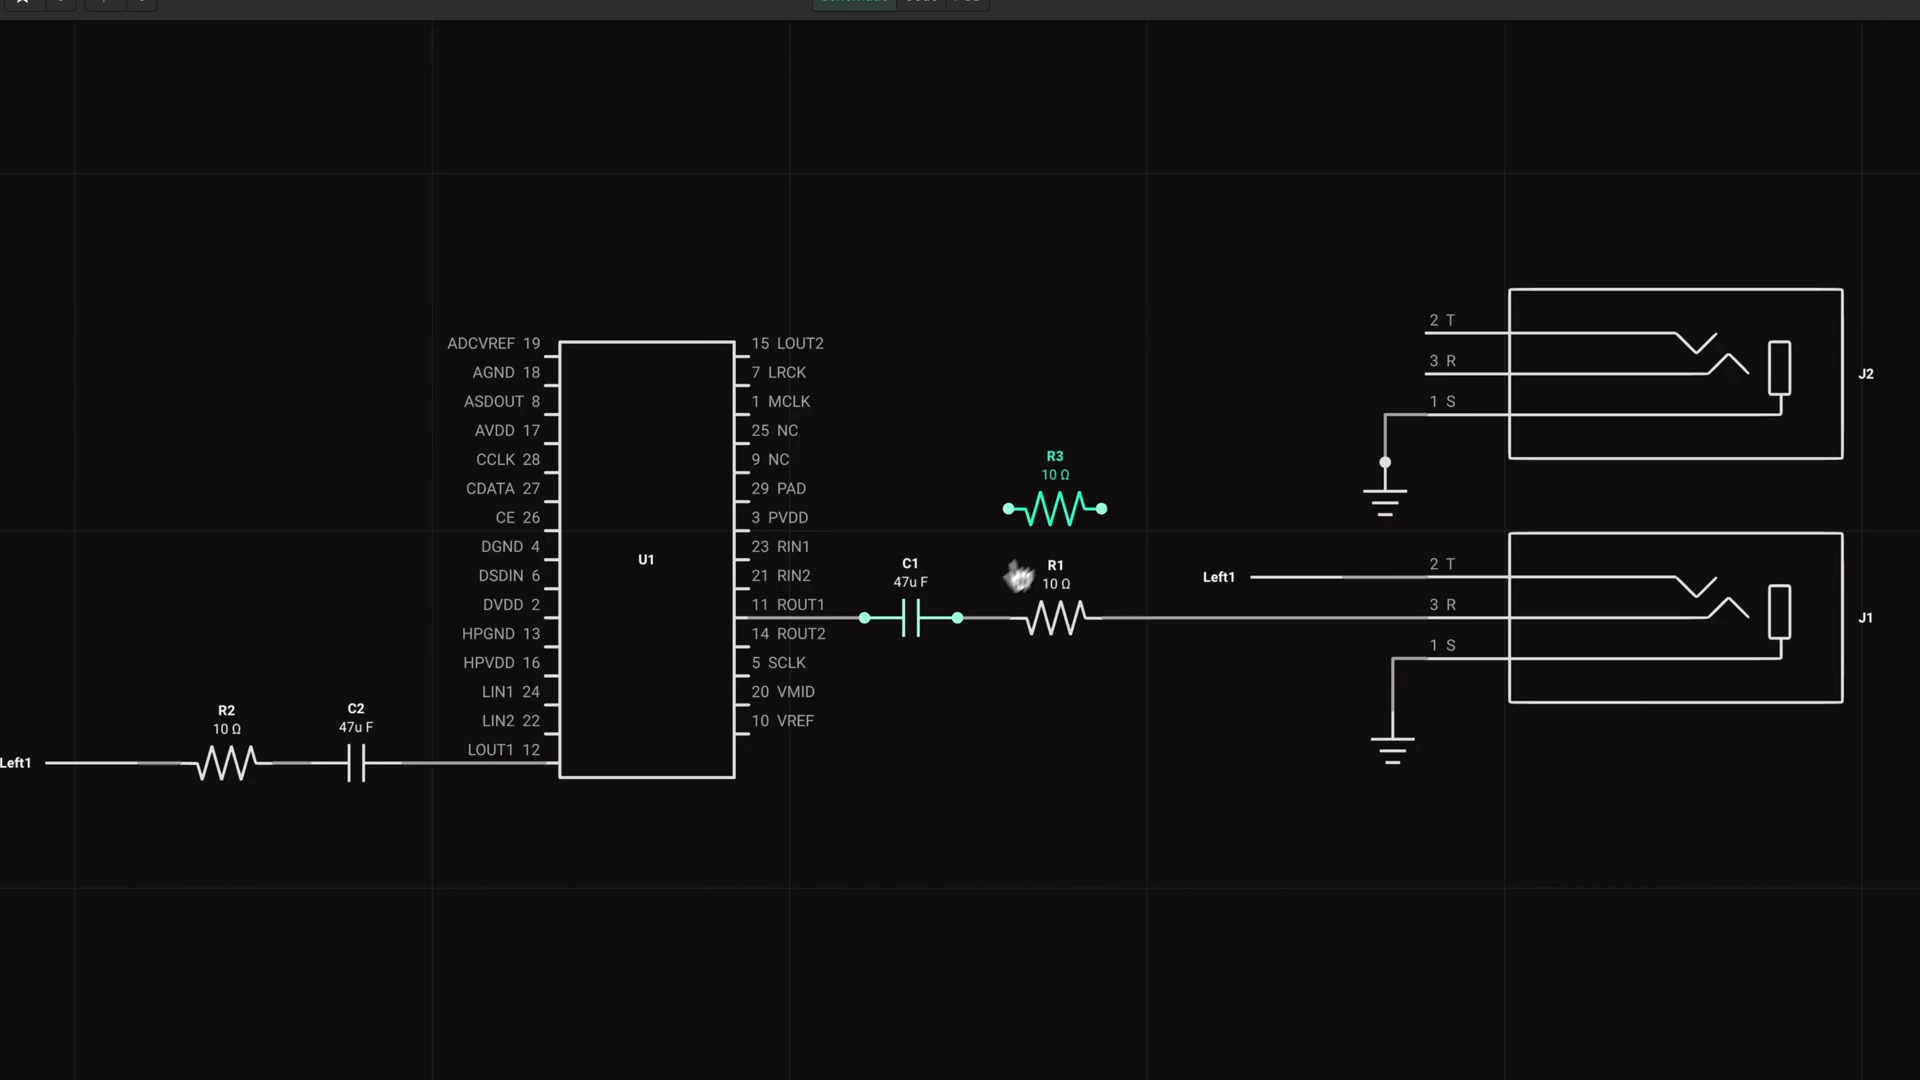 2 T
3 R
1 S
J2
ADCVREF 19
AGND 18
ASDOUT 8
AVDD 17
CCLK 28
CDATA 27
CE 26
DGND 4
DSDIN 6
DVDD 2
HPGND 13
HPVDD 16
LIN1 24
LIN2 22
LOUT1 12
U1
15 LOUT2
7 LRCK
1 MCLK
25 NC
9 NC
29 PAD
3 PVDD
23 RIN1
21 RIN2
11 ROUT1
14 ROUT2
5 SCLK
20 VMID
10 VREF
R3
10 Ω
C1
47u F
R1
10 Ω
Left1
2 T
3 R
1 S
J1
R2
10 Ω
C2
47u F
Left1